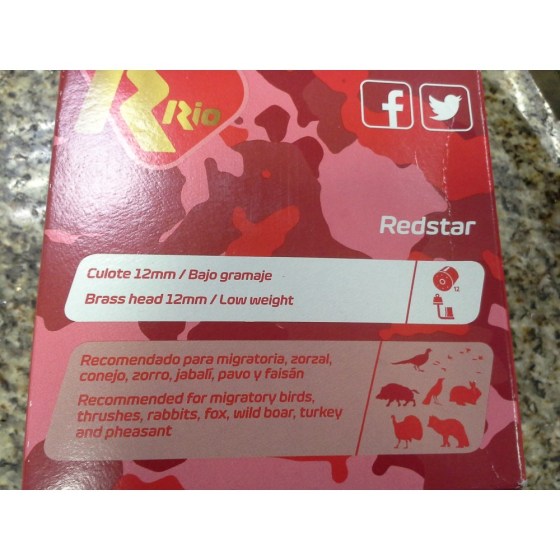 Rio
Redstar
Culote 12mm / Bajo gramaje
Brass head 12mm / Low weight
12
Recomendado para migratoria, zorzal,
conejo, zorro, jabalí, pavo y faisán
Recommended for migratory birds,
thrushes, rabbits, fox, wild boar, turkey
and pheasant